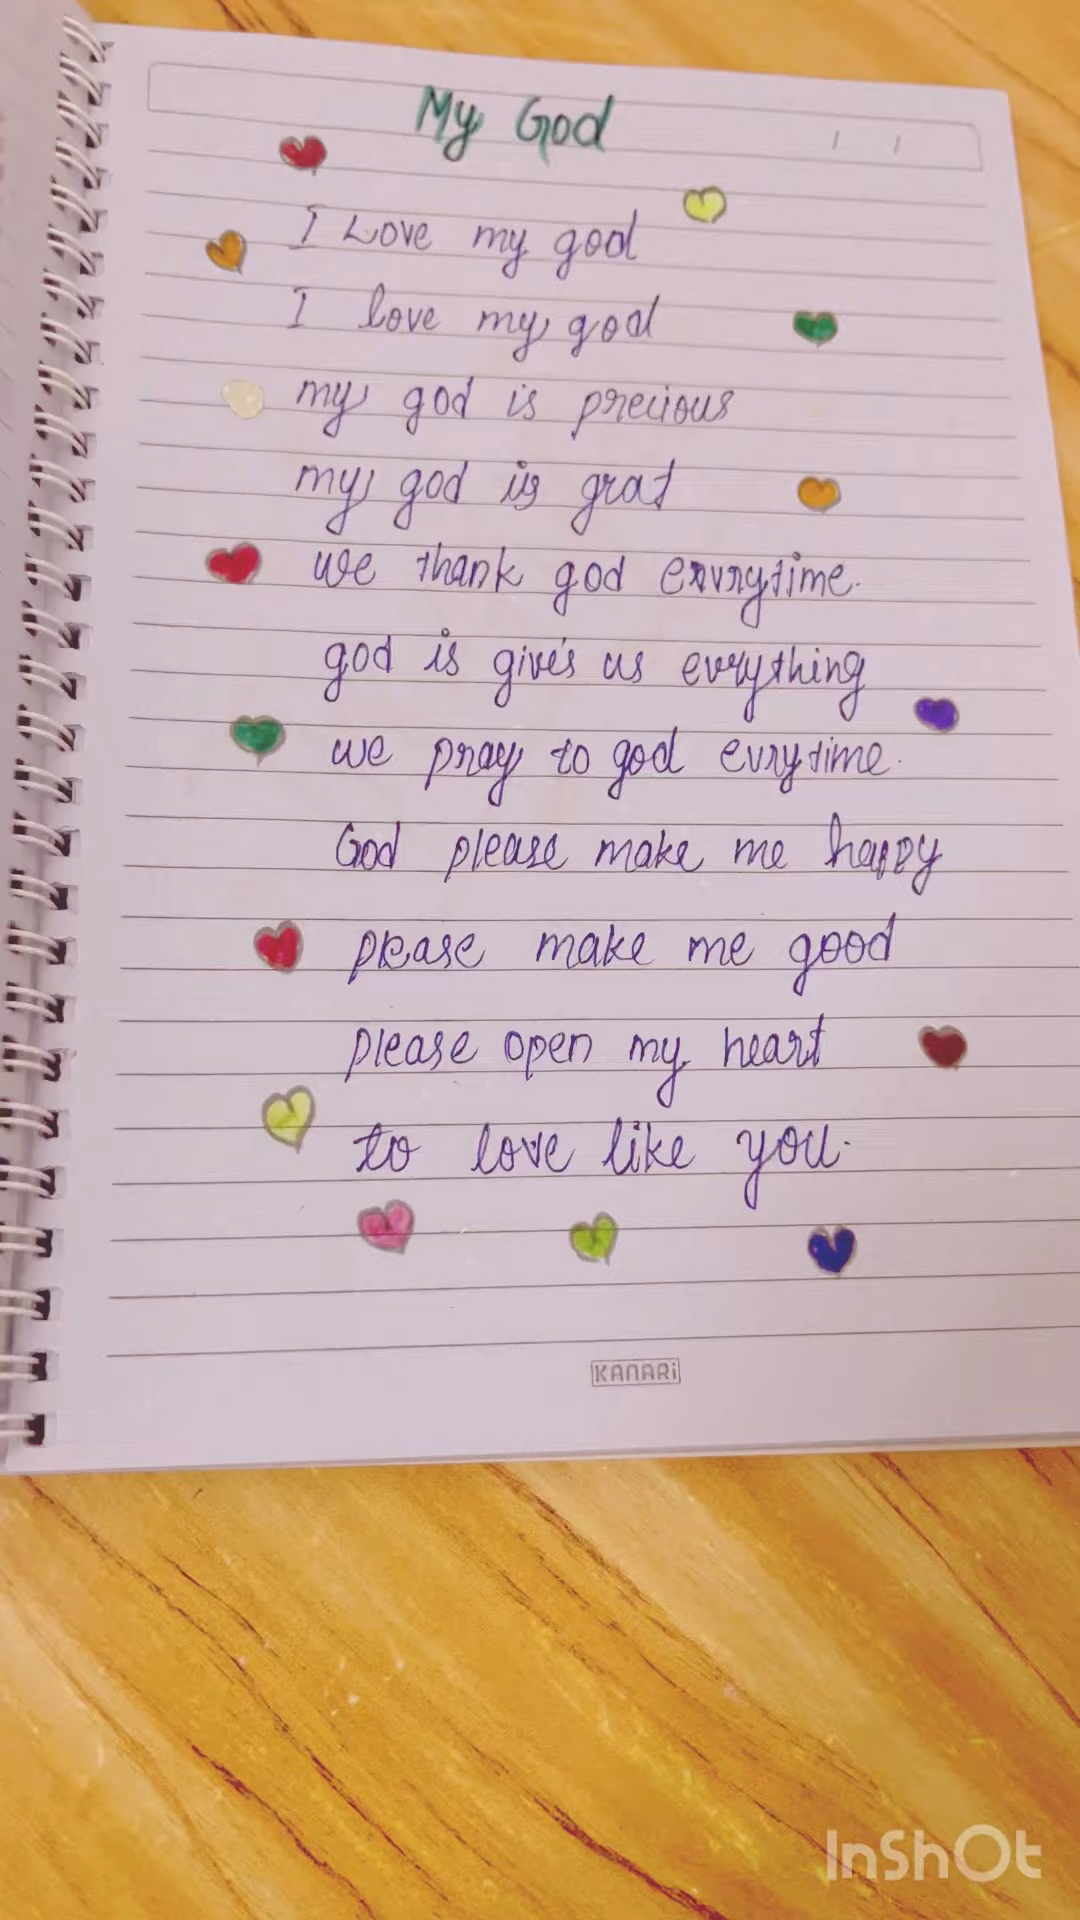 My God
I Love my god
I love my god
my god is precious
my god is grat
we thank god evrytime.
god is give's us evrything
we pray to god evrytime.
God please make me happy
please make me good
please open my heart
to love like you.
KANARi
InShOt